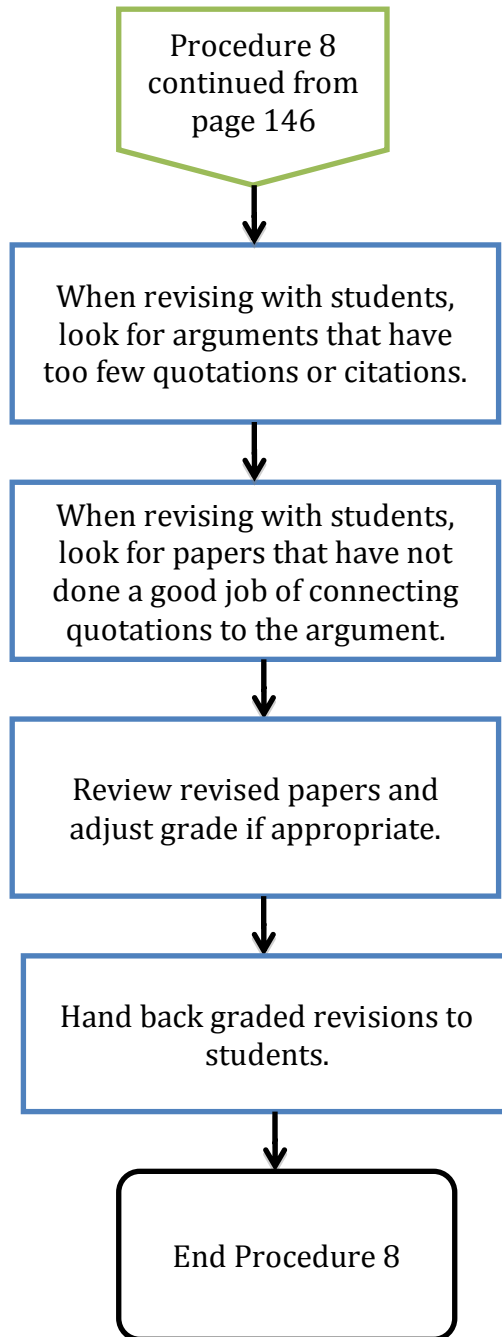 Procedure 8
continued from
page 146
When revising with students,
look for arguments that have
too few quotations or citations.
When revising with students,
look for papers that have not
done a good job of connecting
quotations to the argument.
Review revised papers and
adjust grade if appropriate.
Hand back graded revisions to
students.
End Procedure 8